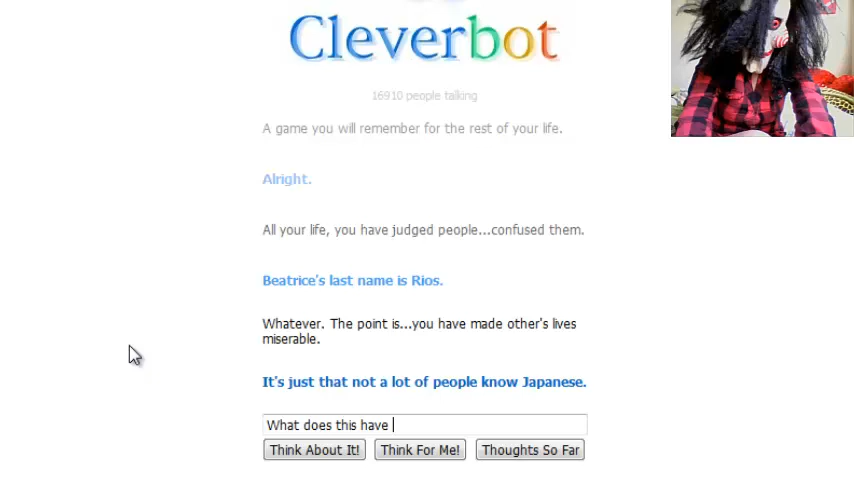 Cleverbot
16910 people talking
A game you will remember for the rest of your life.
Alright.
All your life, you have judged people...confused them.
Beatrice's last name is Rios.
Whatever. The point is...you have made other's lives
miserable.
It's just that not a lot of people know Japanese.
What does this have
Think About It!
Think For Me!
Thoughts So Far